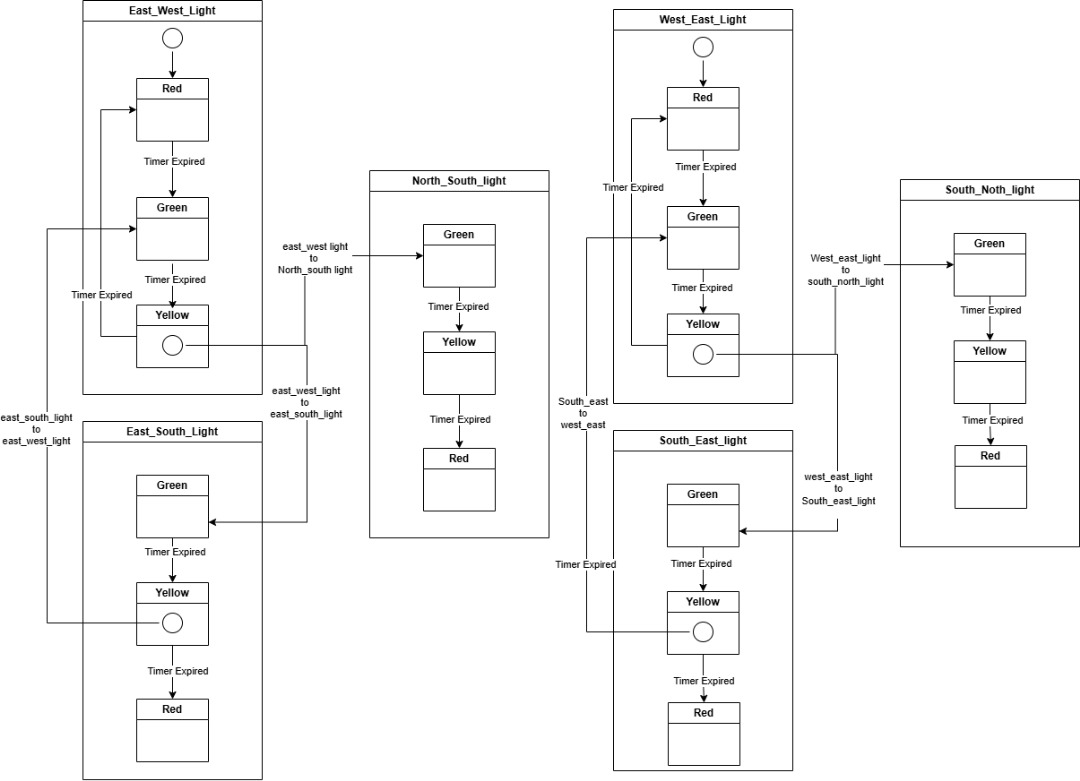 East_West_Light
Red
Timer Expired
Green
Timer Expired
Timer Expired
Yellow
east_west light
to
North_south light
east_west_light
to
east_south_light
east_south_light
to
east_west_light
East_South_Light
Green
Timer Expired
Yellow
Timer Expired
Red
North_South_light
Green
Timer Expired
Yellow
Timer Expired
Red
West_East_Light
Red
Timer Expired
Timer Expired
Green
Timer Expired
Yellow
West_east_light
to
south_north_light
South_east
to
west_east
west_east_light
to
South_east_light
South_East_light
Green
Timer Expired
Timer Expired
Yellow
Timer Expired
Red
South_Noth_light
Green
Timer Expired
Yellow
Timer Expired
Red